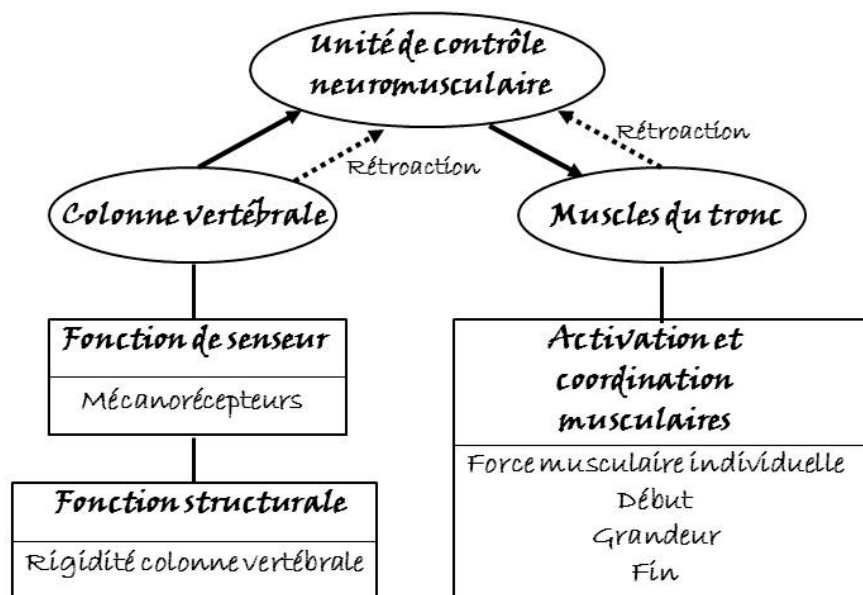 Unité de contrôle
neuromusculaire
Rétroaction
Rétroaction
Colonne vertébrale
Muscles du tronc
Fonction de senseur
Mécanorécepteurs
Fonction structurale
Rigidité colonne vertébrale
Activation et
coordination
musculaires
Force musculaire individuelle
Début
Grandeur
Fin